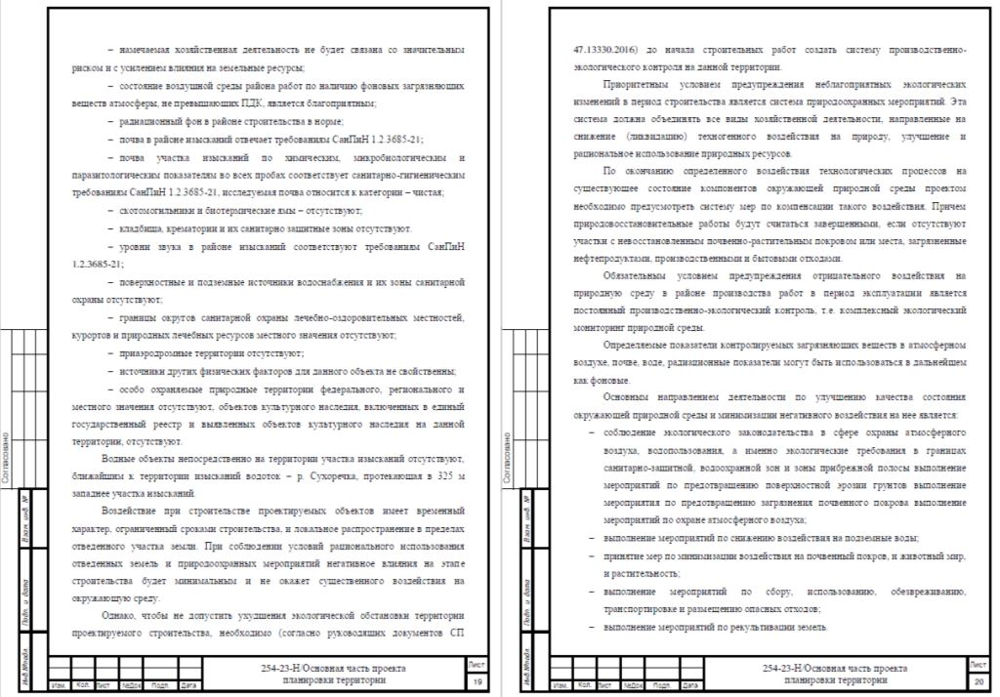 – намечаемая хозяйственная деятельность не будет связана со значительным
риском и с усилением влияния на земельные ресурсы;
– состояние воздушной среды района работ по наличию фоновых загрязняющих
веществ атмосферы, не превышающих ПДК, является благоприятным;
– радиационный фон в районе строительства в норме;
– почва в районе изысканий отвечает требованиям СанПиН 1.2.3685-21;
– почва участка изысканий по химическим, микробиологическим и
паразитологическим показателям во всех пробах соответствует санитарно-гигиеническим
требованиям СанПиН 1.2.3685-21, исследуемая почва относится к категории – чистая;
– скотомогильники и биотермические ямы – отсутствуют;
– кладбища, крематории и их санитарно защитные зоны отсутствуют.
– уровни звука в районе изысканий соответствуют требованиям СанПиН
1.2.3685-21;
– поверхностные и подземные источники водоснабжения и их зоны санитарной
охраны отсутствуют;
– границы округов санитарной охраны лечебно-оздоровительных местностей,
курортов и природных лечебных ресурсов местного значения отсутствуют;
– приаэродромные территории отсутствуют;
– источники других физических факторов для данного объекта не свойственны;
– особо охраняемые природные территории федерального, регионального и
местного значения отсутствуют, объектов культурного наследия, включенных в единый
государственный реестр и выявленных объектов культурного наследия на данной
территории, отсутствуют.
Водные объекты непосредственно на территории участка изысканий отсутствуют,
ближайшим к территории изысканий водоток – р. Сухоречка, протекающая в 325 м
западнее участка изысканий.
Воздействие при строительстве проектируемых объектов имеет временный
характер, ограниченный сроками строительства, и локальное распространение в пределах
отведенного участка земли. При соблюдении условий рационального использования
отведенных земель и природоохранных мероприятий негативное влияния на этапе
строительства будет минимальным и не окажет существенного воздействия на
окружающую среду.
Однако, чтобы не допустить ухудшения экологической обстановки территории
проектируемого строительства, необходимо (согласно руководящих документов СП
Согласовано
Взам. инв. №
Подп. и дата
Инв.№подл.
Изм. Кол. Лист №Док Подп. Дата
254-23-Н/Основная часть проекта
планировки территории
Лист
19
47.13330.2016) до начала строительных работ создать систему производственно-
экологического контроля на данной территории.
Приоритетным условием предупреждения неблагоприятных экологических
изменений в период строительства является система природоохранных мероприятий. Эта
система должна объединять все виды хозяйственной деятельности, направленные на
снижение (ликвидацию) техногенного воздействия на природу, улучшение и
рациональное использование природных ресурсов.
По окончанию определенного воздействия технологических процессов на
существующее состояние компонентов окружающей природной среды проектом
необходимо предусмотреть систему мер по компенсации такого воздействия. Причем
природовосстановительные работы будут считаться завершенными, если отсутствуют
участки с невосстановленным почвенно-растительным покровом или места, загрязненные
нефтепродуктами, производственными и бытовыми отходами.
Обязательным условием предупреждения отрицательного воздействия на
природную среду в районе производства работ в период эксплуатации является
постоянный производственно-экологический контроль, т.е. комплексный экологический
мониторинг природной среды.
Определяемые показатели контролируемых загрязняющих веществ в атмосферном
воздухе, почве, воде, радиационные показатели могут быть использоваться в дальнейшем
как фоновые.
Основным направлением деятельности по улучшению качества состояния
окружающей природной среды и минимизации негативного воздействия на нее является:
– соблюдение экологического законодательства в сфере охраны атмосферного
воздуха, водопользования, а именно экологические требования в границах
санитарно-защитной, водоохранной зон и зоны прибрежной полосы выполнение
мероприятий по предотвращению поверхностной эрозии грунтов выполнение
мероприятия по предотвращению загрязнения почвенного покрова выполнение
мероприятий по охране атмосферного воздуха;
– выполнение мероприятий по снижению воздействия на подземные воды;
– принятие мер по минимизации воздействия на почвенный покров, и животный мир,
и растительность;
– выполнение мероприятий по сбору, использованию, обезвреживанию,
транспортировке и размещению опасных отходов;
– выполнение мероприятий по рекультивации земель.
Согласовано
Взам. инв. №
Подп. и дата
Инв.№подл.
Изм. Кол. Лист №Док Подп. Дата
254-23-Н/Основная часть проекта
планировки территории
Лист
20